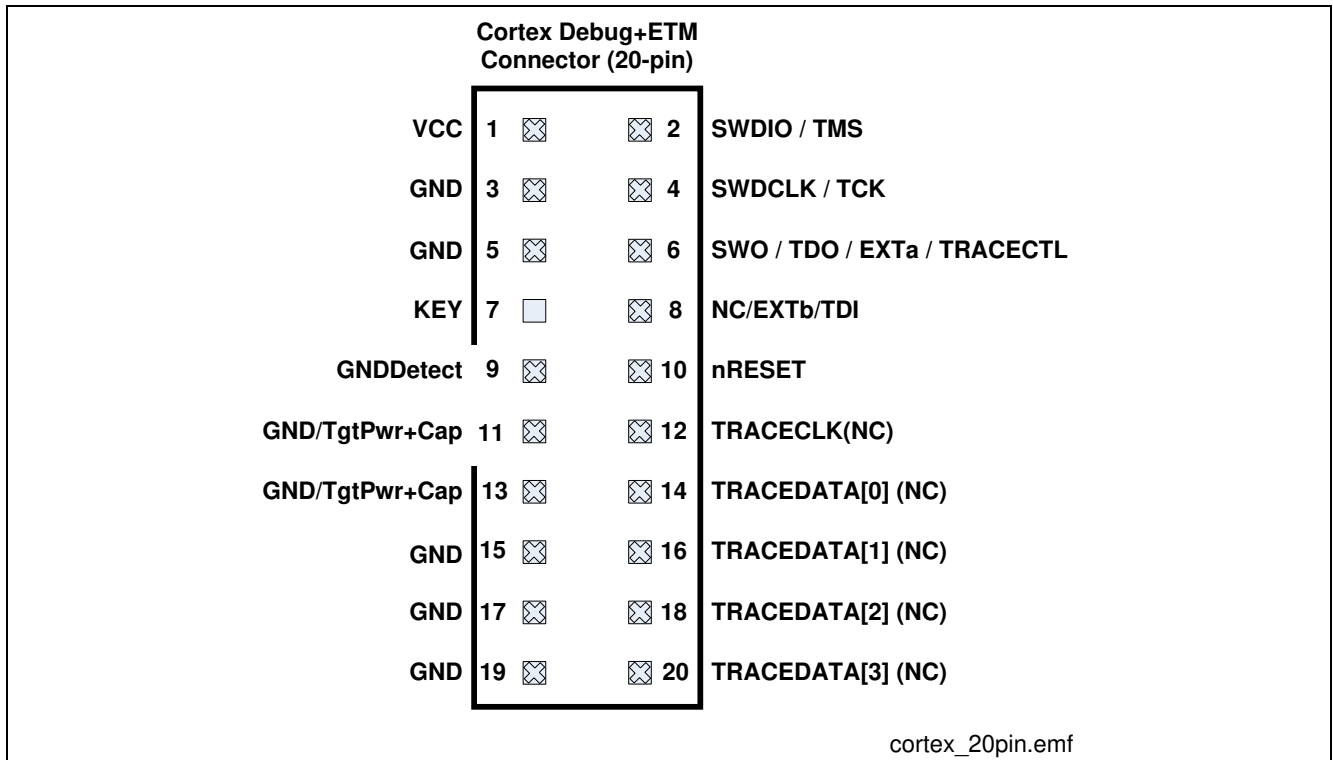 Cortex Debug+ETM
Connector (20-pin)
VCC 1 2 SWDIO / TMS
GND 3 4 SWDCLK / TCK
GND 5 6 SWO / TDO / EXTa / TRACECTL
KEY 7 8 NC/EXTb/TDI
GNDDetect 9 10 nRESET
GND/TgtPwr+Cap 11 12 TRACECLK(NC)
GND/TgtPwr+Cap 13 14 TRACEDATA[0] (NC)
GND 15 16 TRACEDATA[1] (NC)
GND 17 18 TRACEDATA[2] (NC)
GND 19 20 TRACEDATA[3] (NC)
cortex_20pin.emf